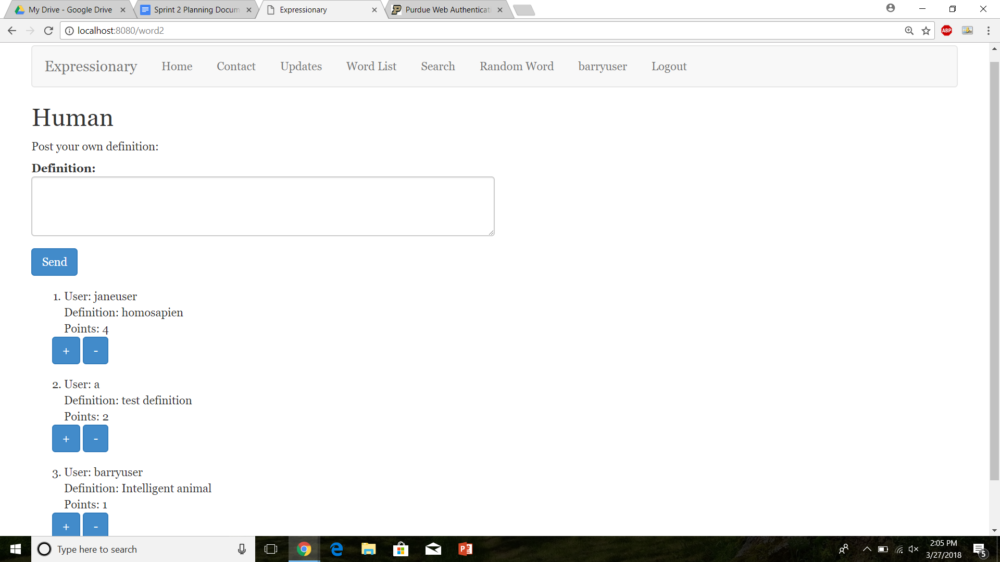 My Drive - Google Drive
Sprint 2 Planning Docum
Expressionary
Purdue Web Authenticati
localhost:8080/word2
ABP
Expressionary Home Contact Updates Word List Search Random Word barryuser Logout
Human
Post your own definition:
Definition:
Send
1. User: janeuser
Definition: homosapien
Points: 4
+ -
2. User: a
Definition: test definition
Points: 2
+ -
3. User: barryuser
Definition: Intelligent animal
Points: 1
+ -
Type here to search
2:05 PM
3/27/2018
5